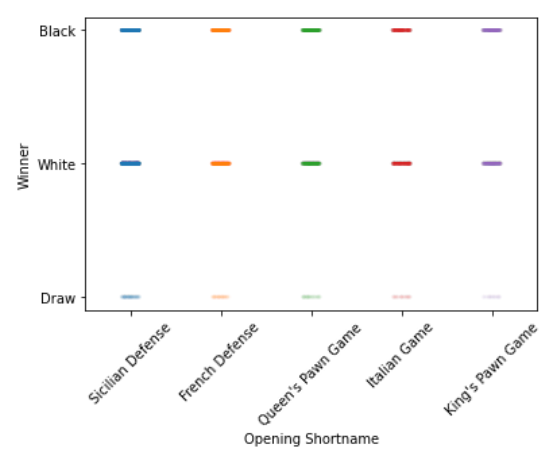 Black
White
Draw
Winner
Sicilian Defense
French Defense
Queen's Pawn Game
Italian Game
King's Pawn Game
Opening Shortname